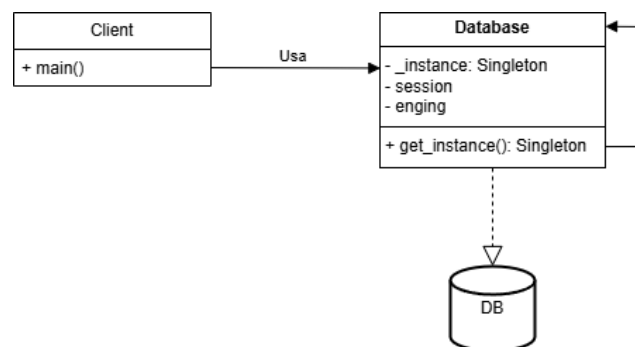 Client
+ main()
Usa
Database
- _instance: Singleton
- session
- enging
+ get_instance(): Singleton
DB